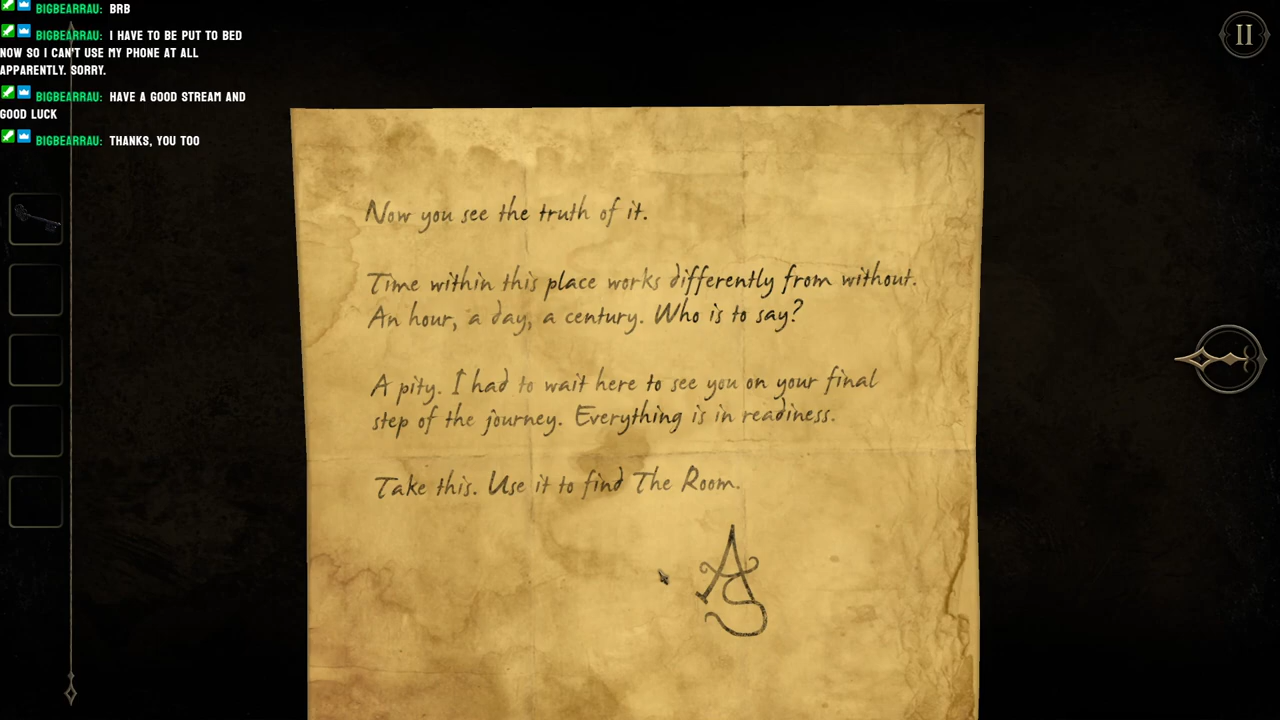 BIGBEARRAU: BRB
BIGBEARRAU: I HAVE TO BE PUT TO BED
NOW SO I CAN'T USE MY PHONE AT ALL
APPARENTLY. SORRY.
BIGBEARRAU: HAVE A GOOD STREAM AND
GOOD LUCK
BIGBEARRAU: THANKS, YOU TOO
II
Now you see the truth of it.
Time within this place works differently from without.
An hour, a day, a century. Who is to say?
A pity. I had to wait here to see you on your final
step of the journey. Everything is in readiness.
Take this. Use it to find The Room.
AS